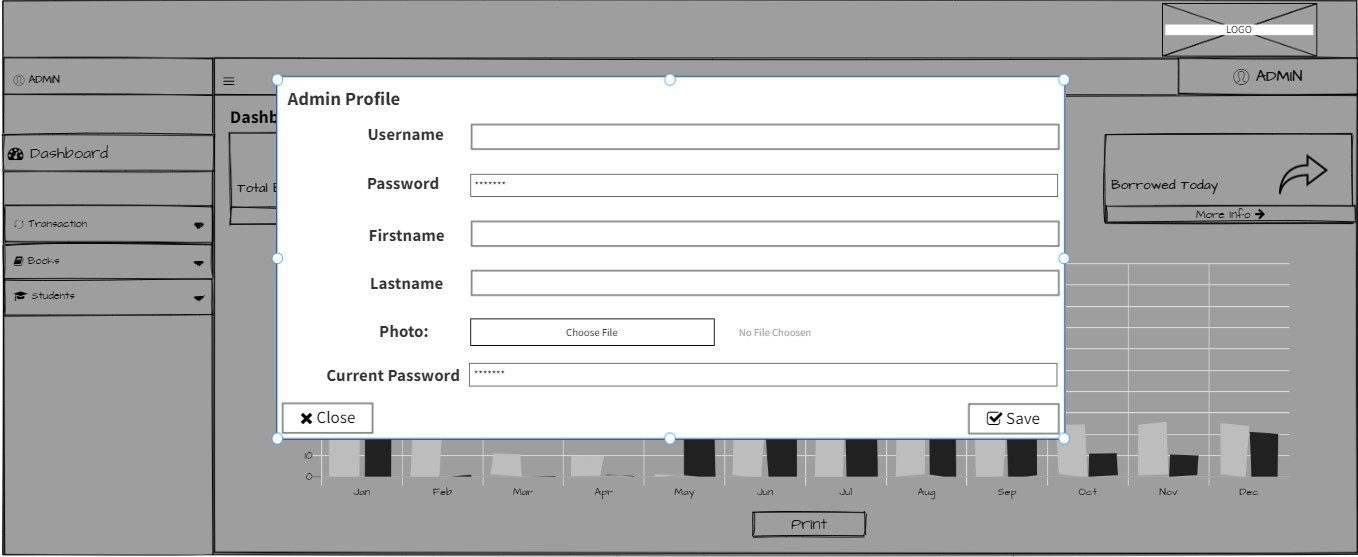 LOGO
ADMIN
ADMIN
Admin Profile
Dashb
Username
Dashboard
Password
*******
Total
Borrowed Today
More Info
Transaction
Firstname
Books
Lastname
Students
Photo:
Choose File
No File Choosen
Current Password
*******
Close
Save
10
0
Jan Feb Mar Apr May Jun Jul Aug Sep Oct Nov Dec
Print